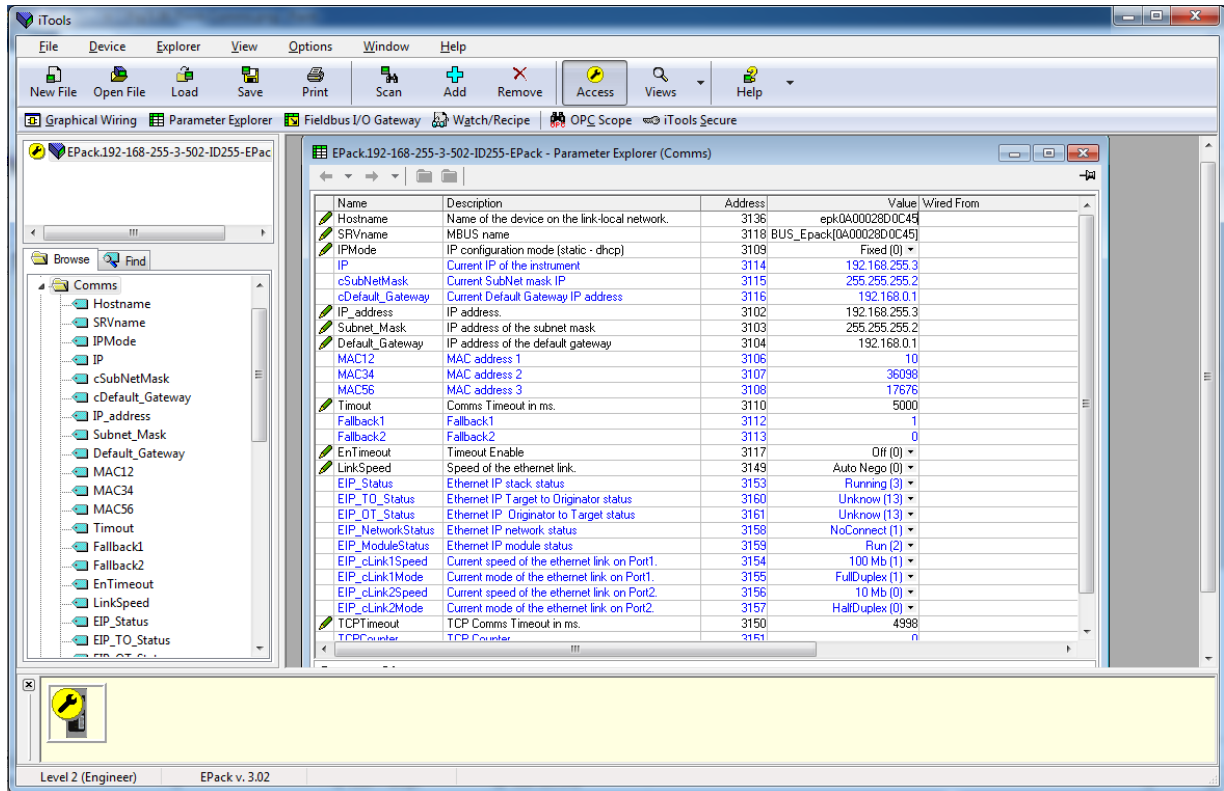 iTools
File Device Explorer View Options Window Help
New File Open File Load Save Print Scan Add Remove Access Views Help
Graphical Wiring Parameter Explorer Fieldbus I/O Gateway Watch/Recipe OPC Scope iTools Secure
EPack.192-168-255-3-502-ID255-EPac
Browse Find
Comms
Hostname
SRVname
IPMode
IP
cSubNetMask
cDefault_Gateway
IP_address
Subnet_Mask
Default_Gateway
MAC12
MAC34
MAC56
Timout
Fallback1
Fallback2
EnTimeout
LinkSpeed
EIP_Status
EIP_TO_Status
EPack.192-168-255-3-502-ID255-EPack - Parameter Explorer (Comms)
Name Description Address Value Wired From
Hostname Name of the device on the link-local network. 3136 epk0A00028D0C45
SRVname MBUS name 3118 BUS_Epack[0A00028D0C45]
IPMode IP configuration mode (static - dhcp) 3109 Fixed (0)
IP Current IP of the instrument 3114 192.168.255.3
cSubNetMask Current SubNet mask IP 3115 255.255.255.2
cDefault_Gateway Current Default Gateway IP address 3116 192.168.0.1
IP_address IP address. 3102 192.168.255.3
Subnet_Mask IP address of the subnet mask 3103 255.255.255.2
Default_Gateway IP address of the default gateway 3104 192.168.0.1
MAC12 MAC address 1 3106 10
MAC34 MAC address 2 3107 36098
MAC56 MAC address 3 3108 17676
Timout Comms Timeout in ms. 3110 5000
Fallback1 Fallback1 3112 1
Fallback2 Fallback2 3113 0
EnTimeout Timeout Enable 3117 Off (0)
LinkSpeed Speed of the ethernet link. 3149 Auto Nego (0)
EIP_Status Ethernet IP stack status 3153 Running (3)
EIP_TO_Status Ethernet IP Target to Originator status 3160 Unknow (13)
EIP_OT_Status Ethernet IP Originator to Target status 3161 Unknow (13)
EIP_NetworkStatus Ethernet IP network status 3158 NoConnect (1)
EIP_ModuleStatus Ethernet IP module status 3159 Run (2)
EIP_cLink1Speed Current speed of the ethernet link on Port1. 3154 100 Mb (1)
EIP_cLink1Mode Current mode of the ethernet link on Port1. 3155 FullDuplex (1)
EIP_cLink2Speed Current speed of the ethernet link on Port2. 3156 10 Mb (0)
EIP_cLink2Mode Current mode of the ethernet link on Port2. 3157 HalfDuplex (0)
TCPTimeout TCP Comms Timeout in ms. 3150 4998
TCPCounter TCP Counter 3151 0
Level 2 (Engineer) EPack v. 3.02